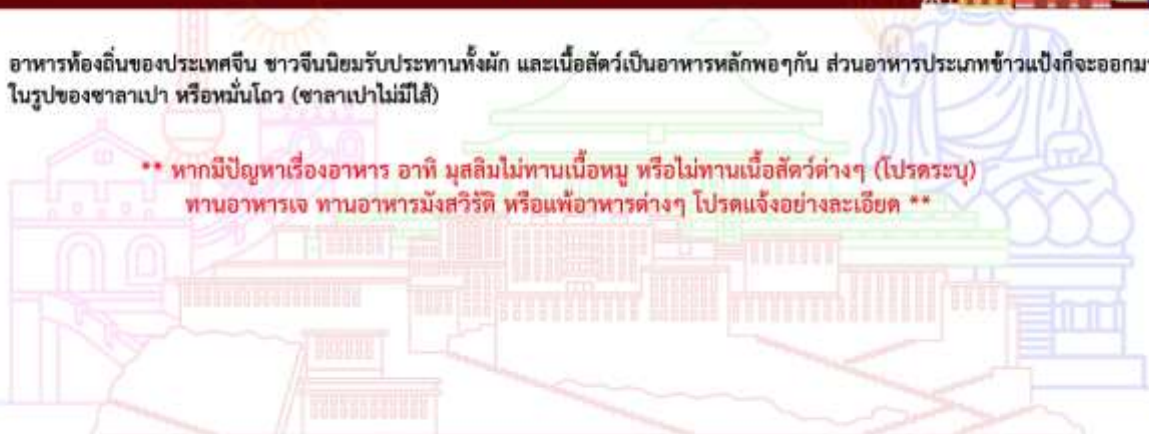 อาหารท้องถิ่นของประเทศจีน ชาวจีนนิยมรับประทานทั้งผัก และเนื้อสัตว์เป็นอาหารหลักพอๆกัน ส่วนอาหารประเภทข้าวแป้งก็จะออกมา
ในรูปของซาลาเปา หรือหมั่นโถว (ซาลาเปาไม่มีไส้)
** หากมีปัญหาเรื่องอาหาร อาทิ มุสลิมไม่ทานเนื้อหมู หรือไม่ทานเนื้อสัตว์ต่างๆ (โปรดระบุ)
ทานอาหารเจ ทานอาหารมังสวิรัติ หรือแพ้อาหารต่างๆ โปรดแจ้งอย่างละเอียด **